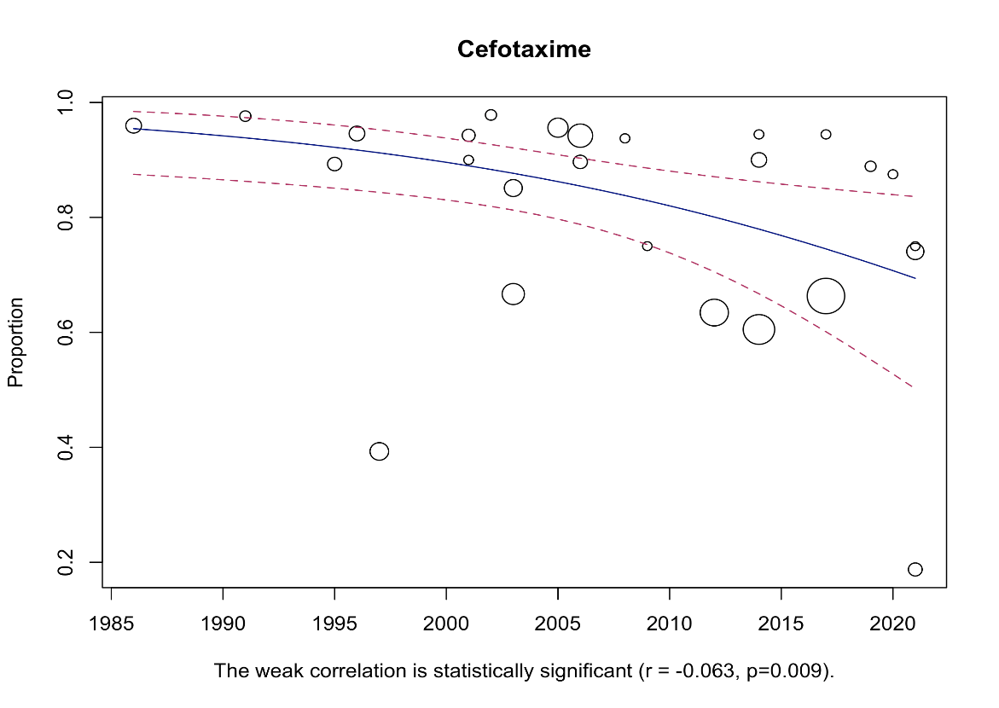 Cefotaxime
1.0
0.8
0.6
0.4
0.2
Proportion
1985 1990 1995 2000 2005 2010 2015 2020
The weak correlation is statistically significant (r = -0.063, p=0.009).